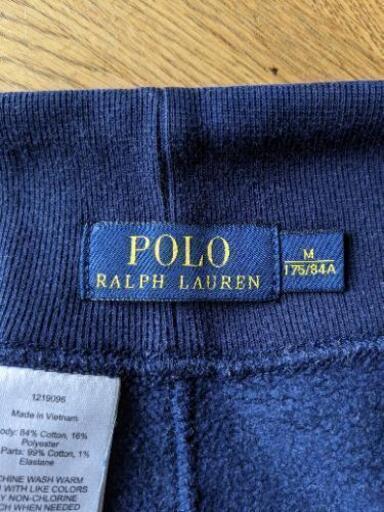 POLO
RALPH LAUREN
M
175/84A
1219096
Made in Vietnam
ody: 84% Cotton, 16%
Polyester
Parts: 99% Cotton, 1%
Elastane
CHINE WASH WARM
WITH LIKE COLORS
Y NON-CHLORINE
CH WHEN NEEDED